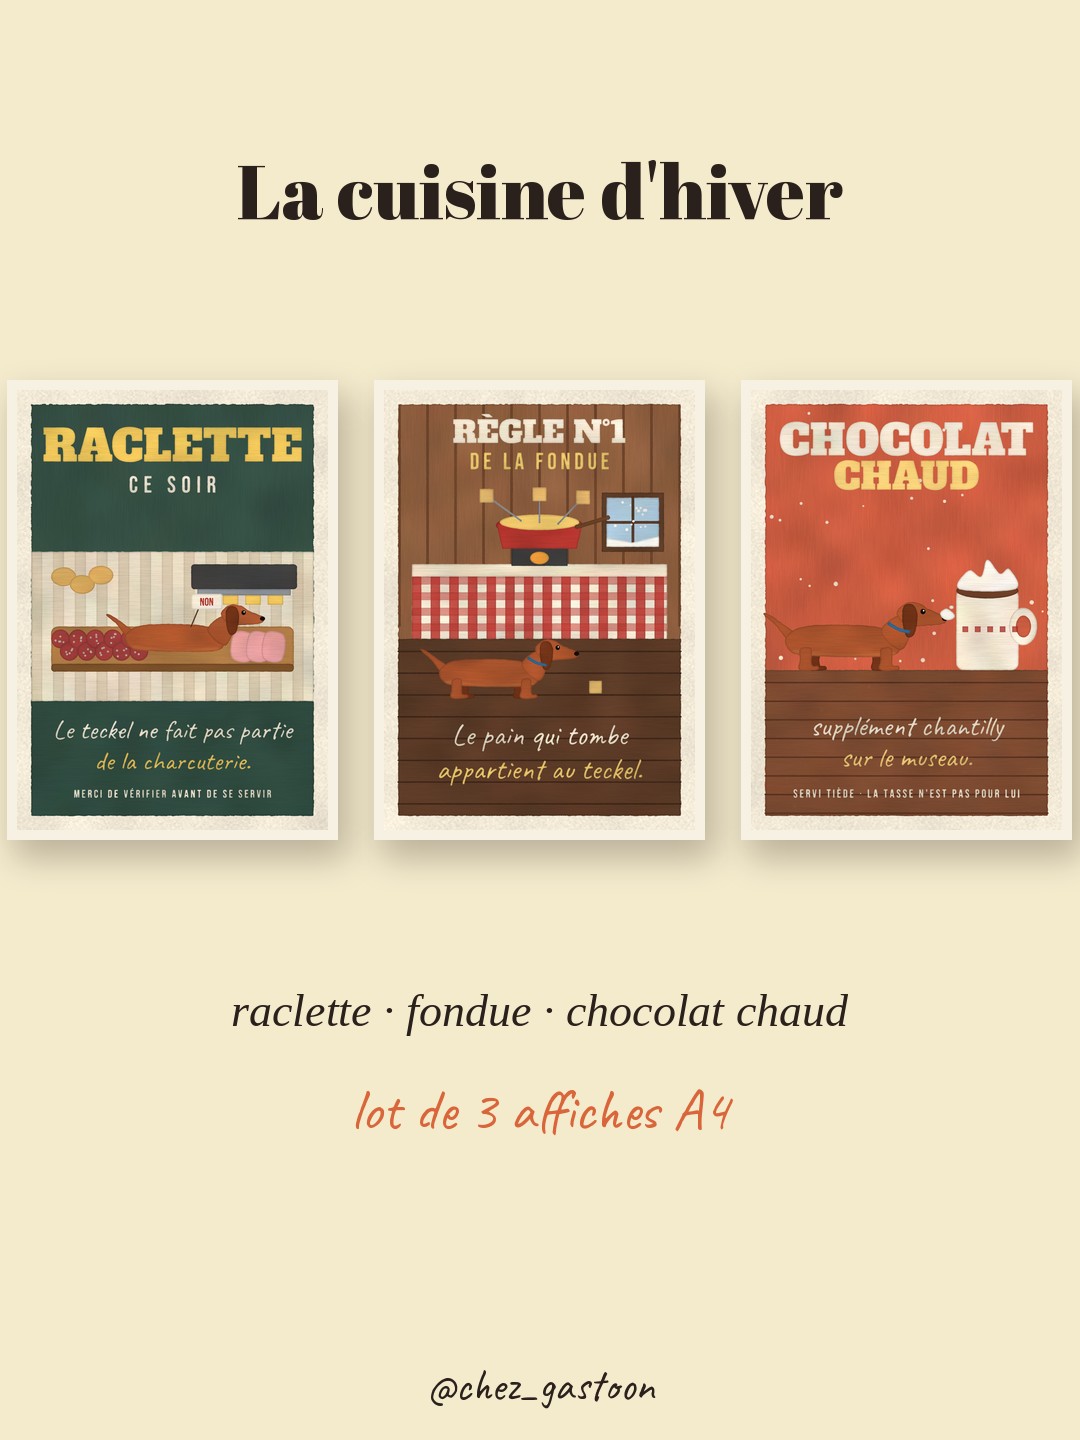 La cuisine d'hiver
RACLETTE
CE SOIR
NON
Le teckel ne fait pas partie
de la charcuterie.
MERCI DE VÉRIFIER AVANT DE SE SERVIR
RÈGLE N°1
DE LA FONDUE
Le pain qui tombe
appartient au teckel.
CHOCOLAT
CHAUD
supplément chantilly
sur le museau.
SERVI TIÈDE · LA TASSE N'EST PAS POUR LUI
raclette · fondue · chocolat chaud
lot de 3 affiches A4
@chez_gastoon